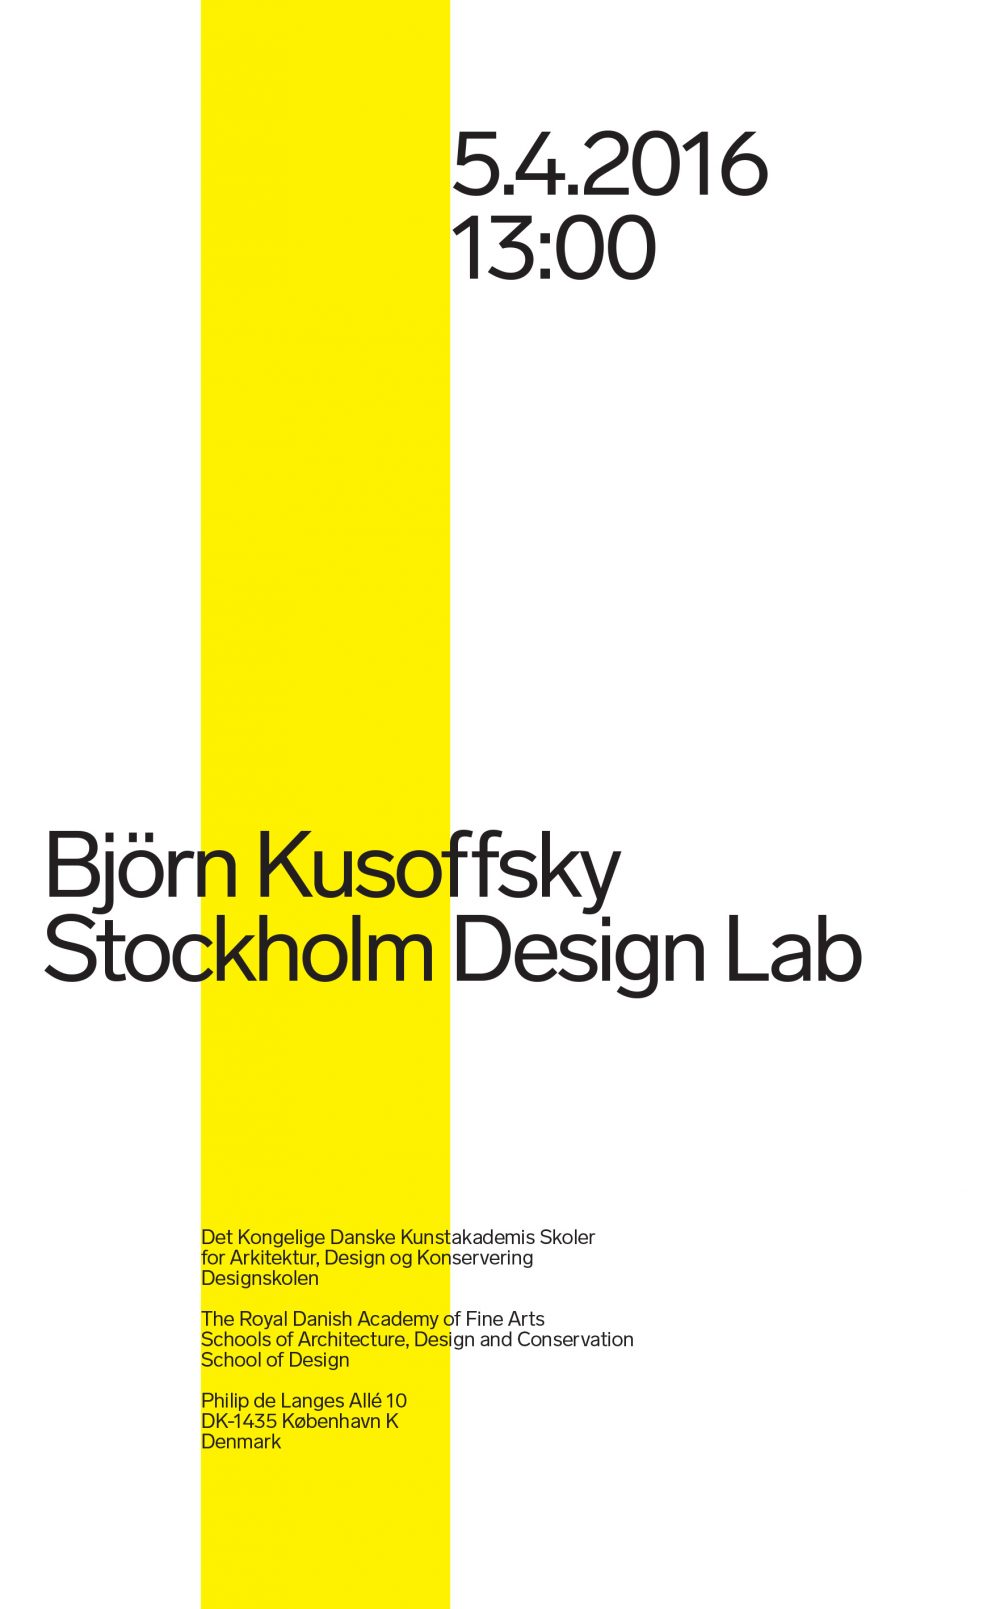 5.4.2016
13:00
Björn Kusoffsky
Stockholm Design Lab
Det Kongelige Danske Kunstakademis Skoler
for Arkitektur, Design og Konservering
Designskolen
The Royal Danish Academy of Fine Arts
Schools of Architecture, Design and Conservation
School of Design
Philip de Langes Allé 10
DK-1435 København K
Denmark